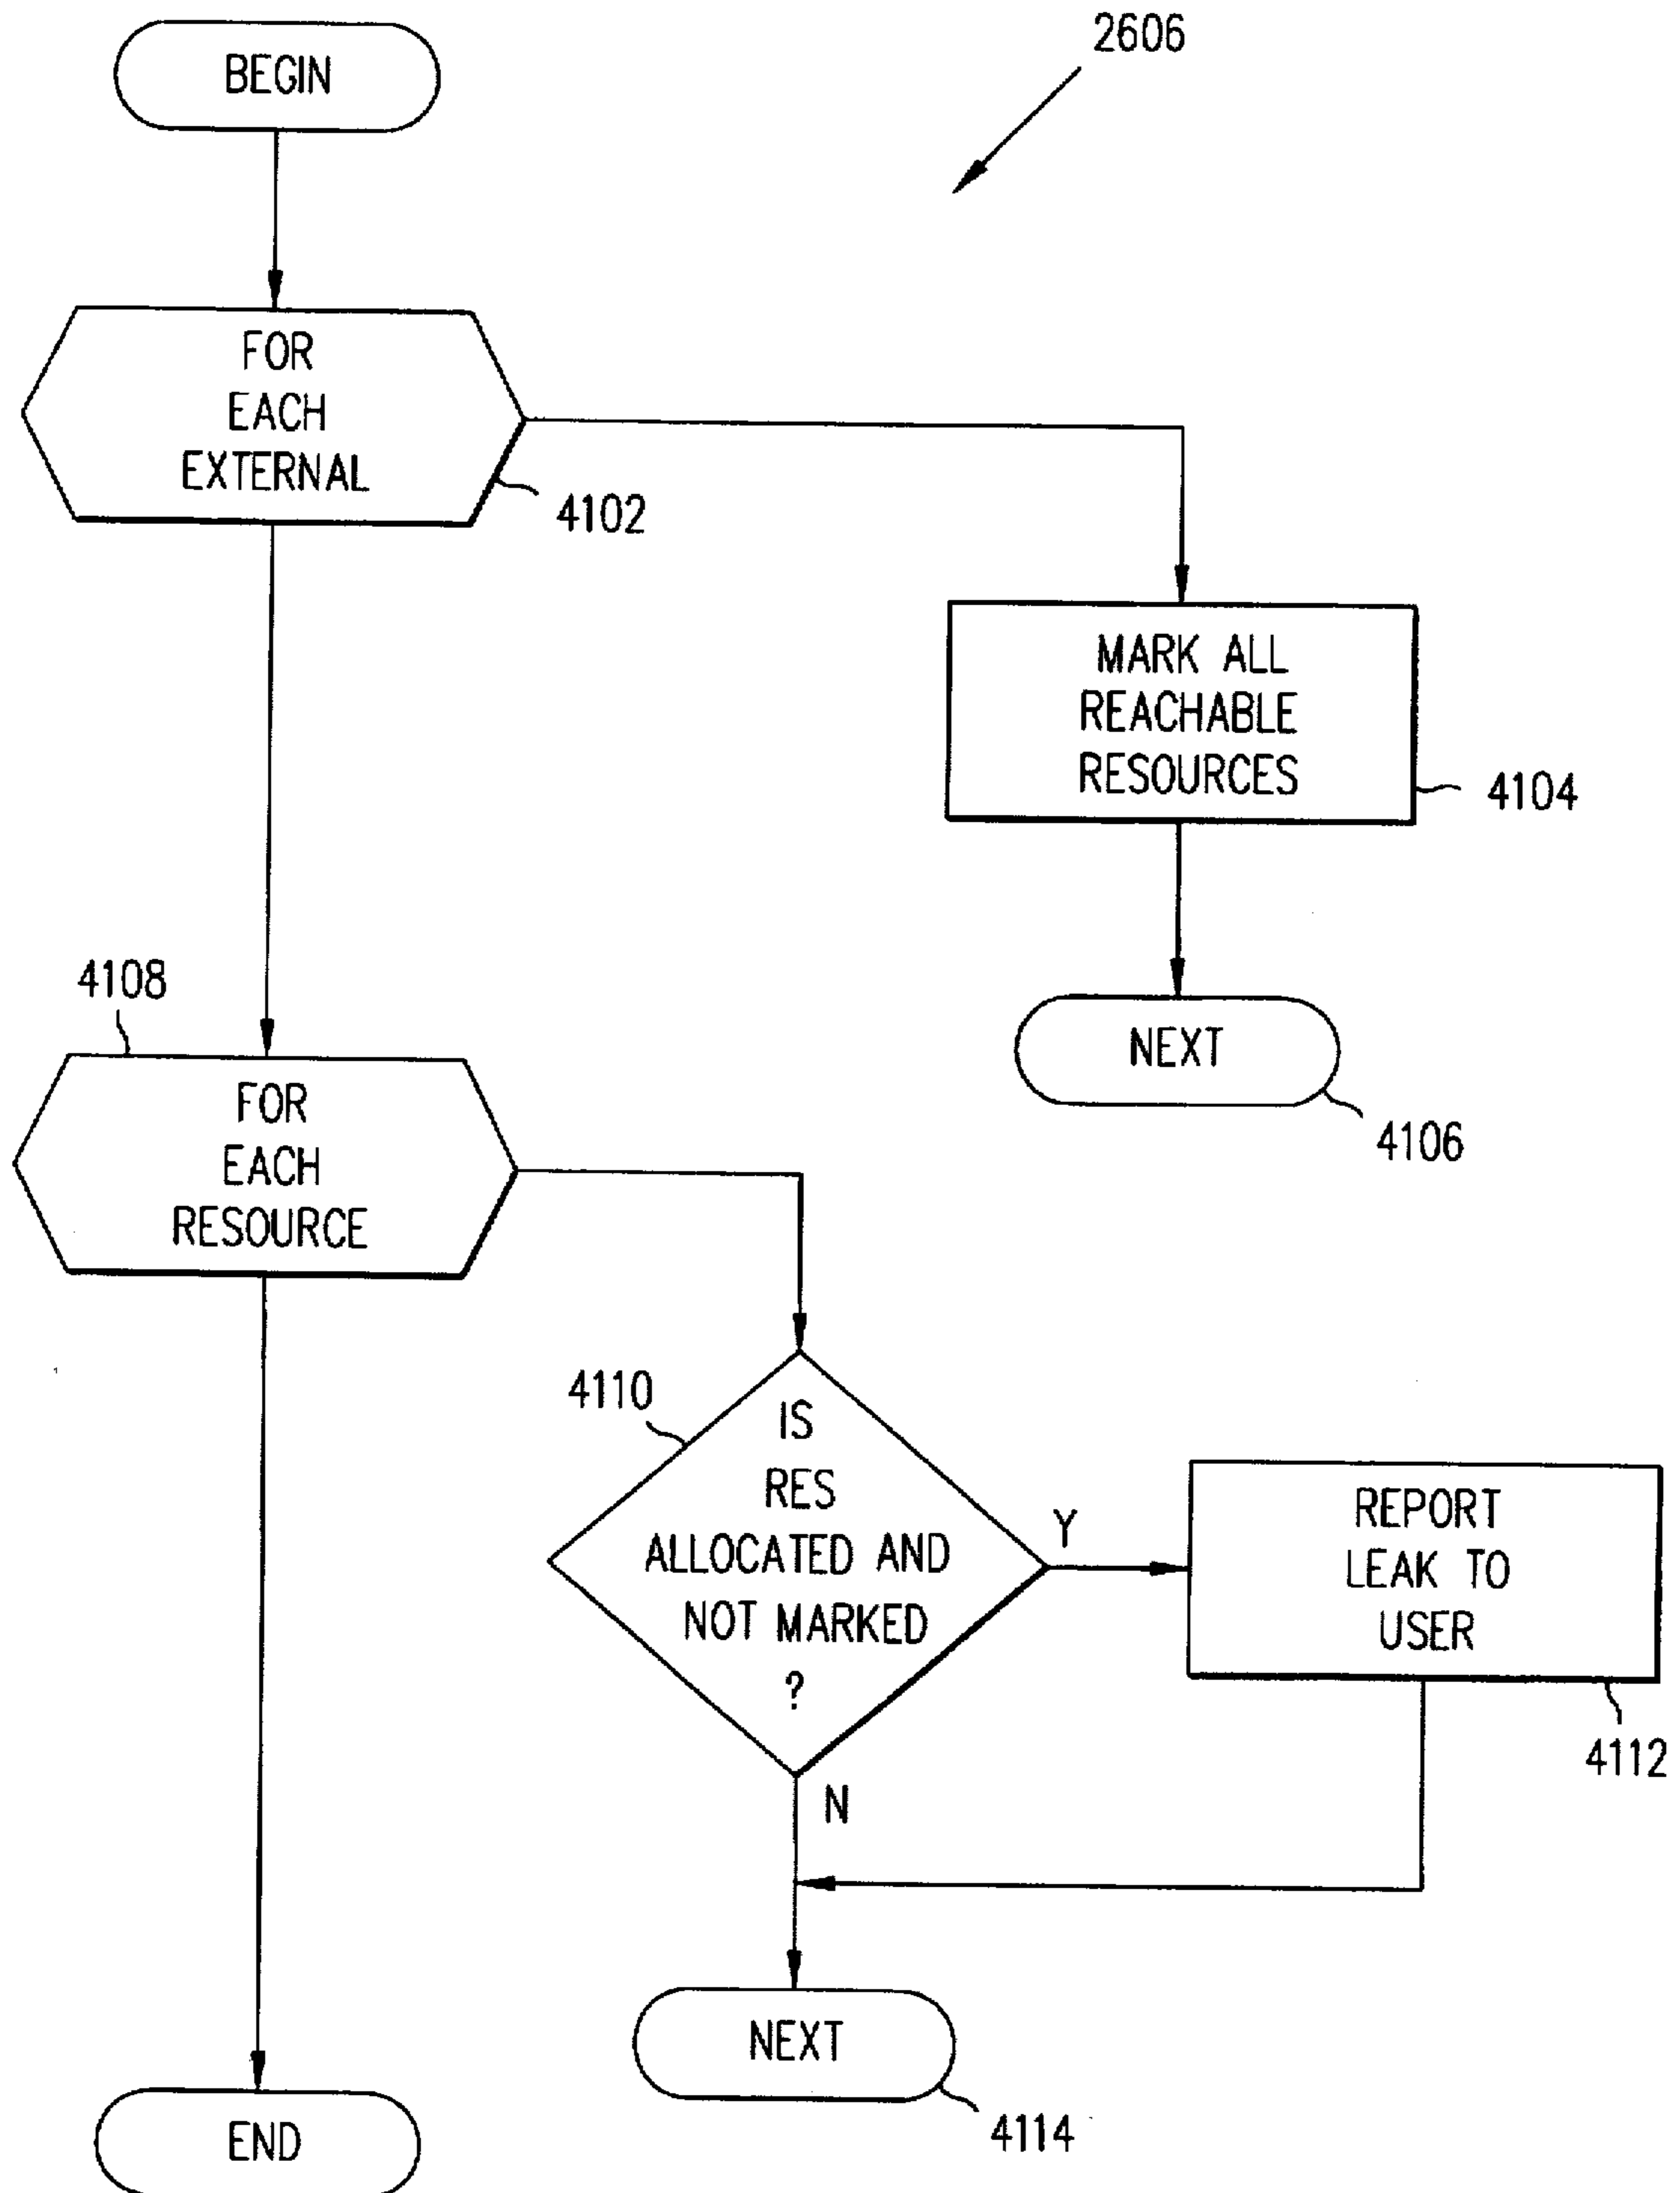 2606
BEGIN
FOR
EACH
EXTERNAL
4102
MARK ALL
REACHABLE
RESOURCES
4104
NEXT
4106
4108
FOR
EACH
RESOURCE
4110
IS
RES
ALLOCATED AND
NOT MARKED
?
Y
N
REPORT
LEAK TO
USER
4112
NEXT
4114
END